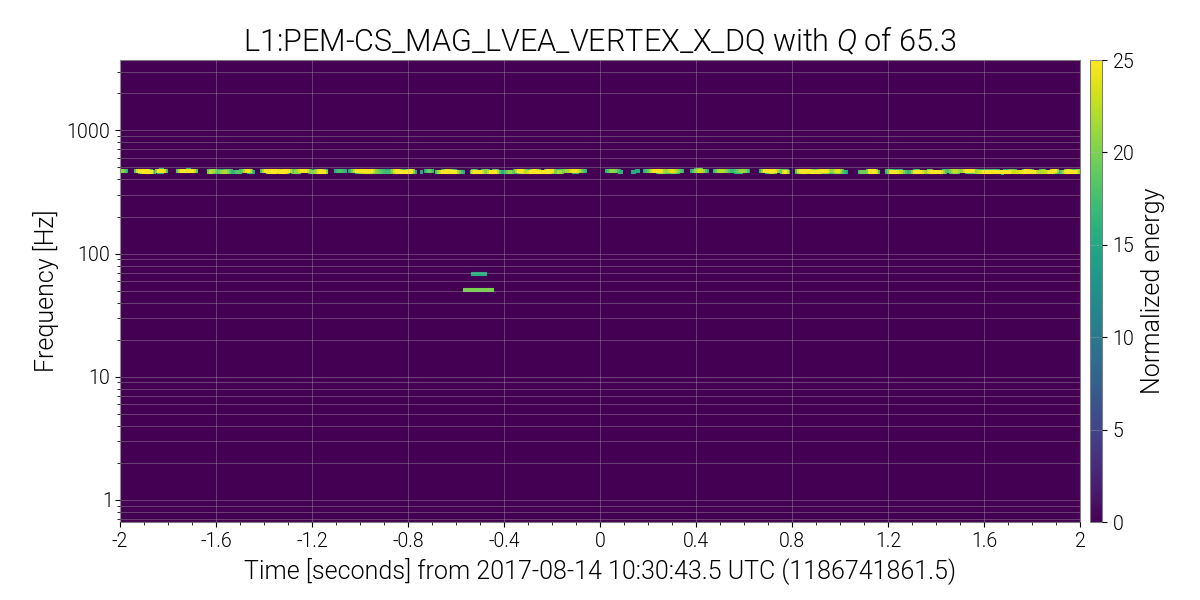 L1:PEM-CS_MAG_LVEA_VERTEX_X_DQ with Q of 65.3
Frequency [Hz]
1000
100
10
1
-2 -1.6 -1.2 -0.8 -0.4 0 0.4 0.8 1.2 1.6 2
Time [seconds] from 2017-08-14 10:30:43.5 UTC (1186741861.5)
25
20
15
10
5
0
Normalized energy